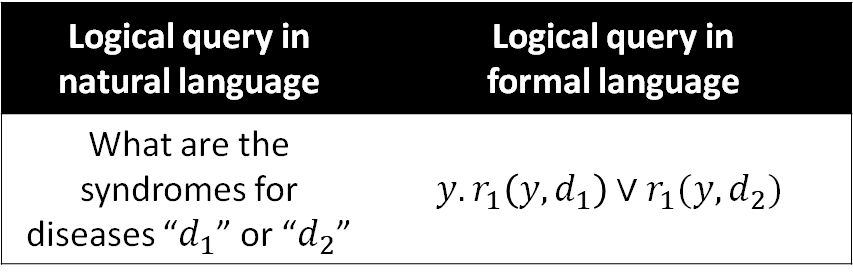 Logical query in
natural language
Logical query in
formal language
What are the
syndromes for
diseases “d₁” or “d₂”
y. r₁(y, d₁) ∨ r₁(y, d₂)